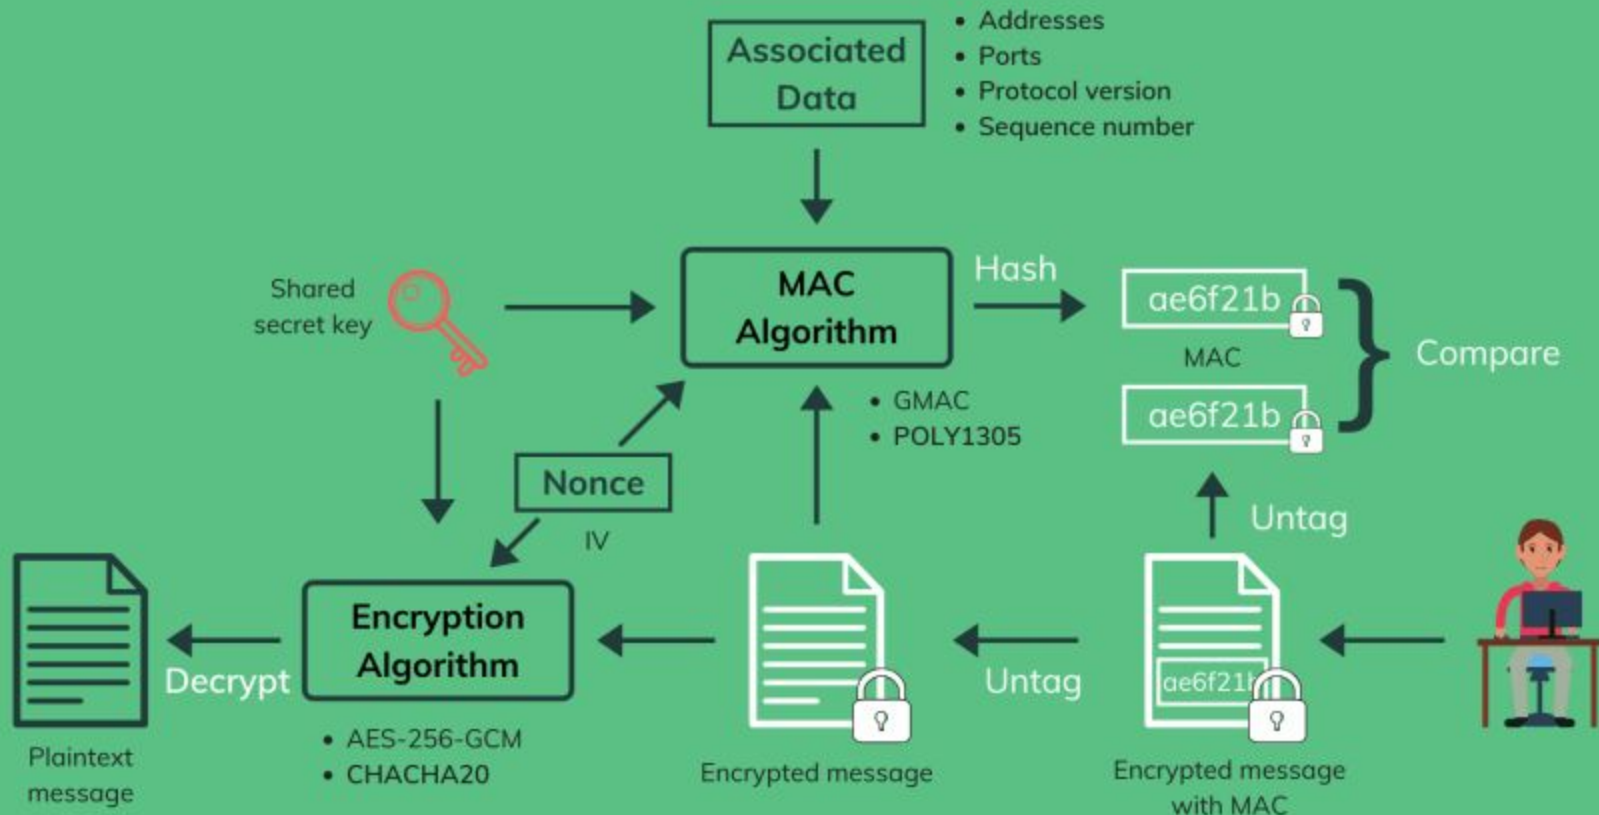 Associated
Data
• Addresses
• Ports
• Protocol version
• Sequence number
Shared
secret key
MAC
Algorithm
Hash
ae6f21b
MAC
ae6f21b
Compare
• GMAC
• POLY1305
Nonce
IV
Untag
Encryption
Algorithm
Decrypt
Untag
ae6f21b
Plaintext
message
• AES-256-GCM
• CHACHA20
Encrypted message
Encrypted message
with MAC